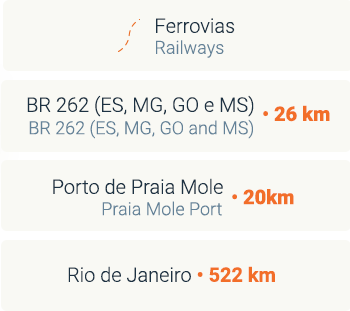 Ferrovias
Railways
BR 262 (ES, MG, GO e MS) • 26 km
BR 262 (ES, MG, GO and MS)
Porto de Praia Mole • 20km
Praia Mole Port
Rio de Janeiro • 522 km